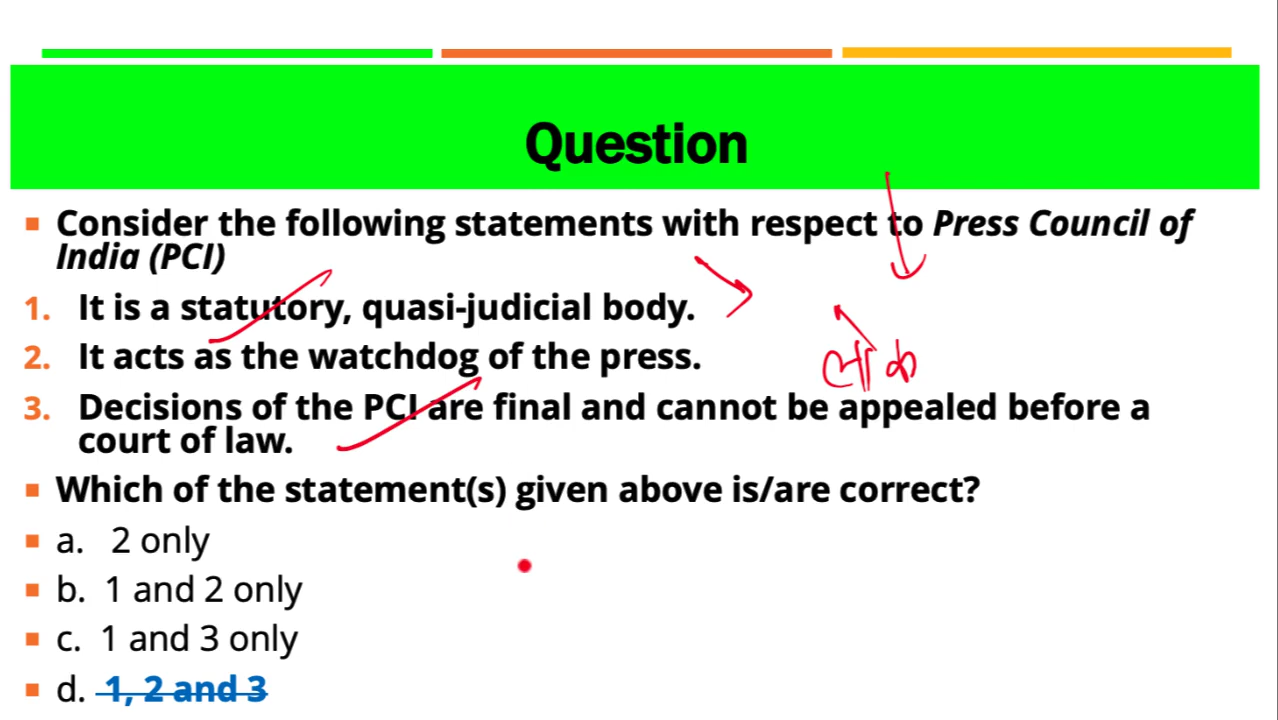 Question
Consider the following statements with respect to Press Council of
India (PCI)
1. It is a statutory, quasi-judicial body.
2. It acts as the watchdog of the press.
3. Decisions of the PCI are final and cannot be appealed before a
court of law.
Which of the statement(s) given above is/are correct?
a. 2 only
b. 1 and 2 only
c. 1 and 3 only
d. 1, 2 and 3